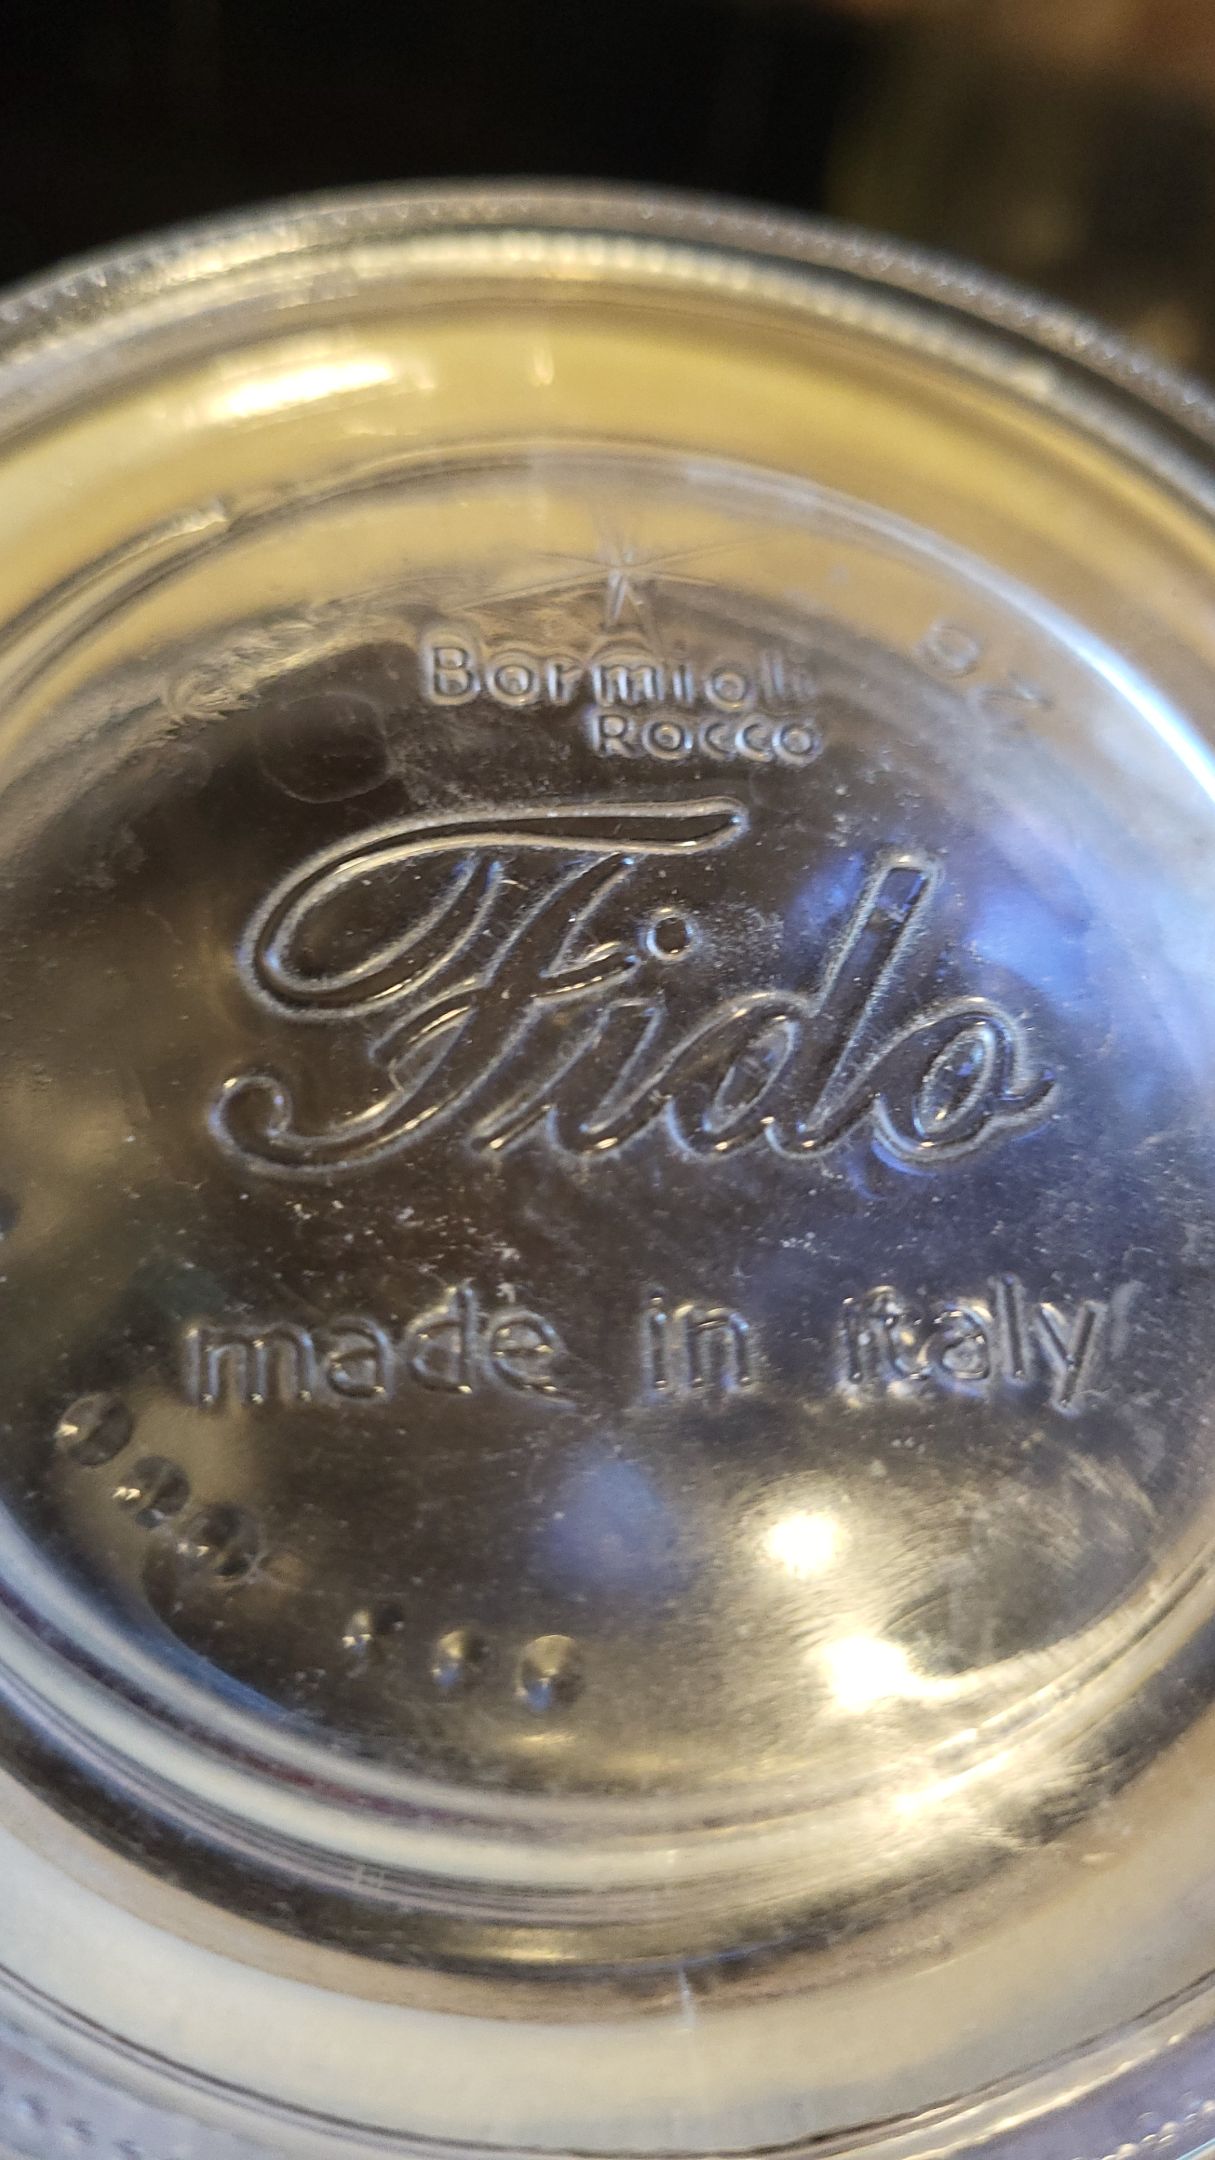 Bormioli
Rocco
Fido
made in italy